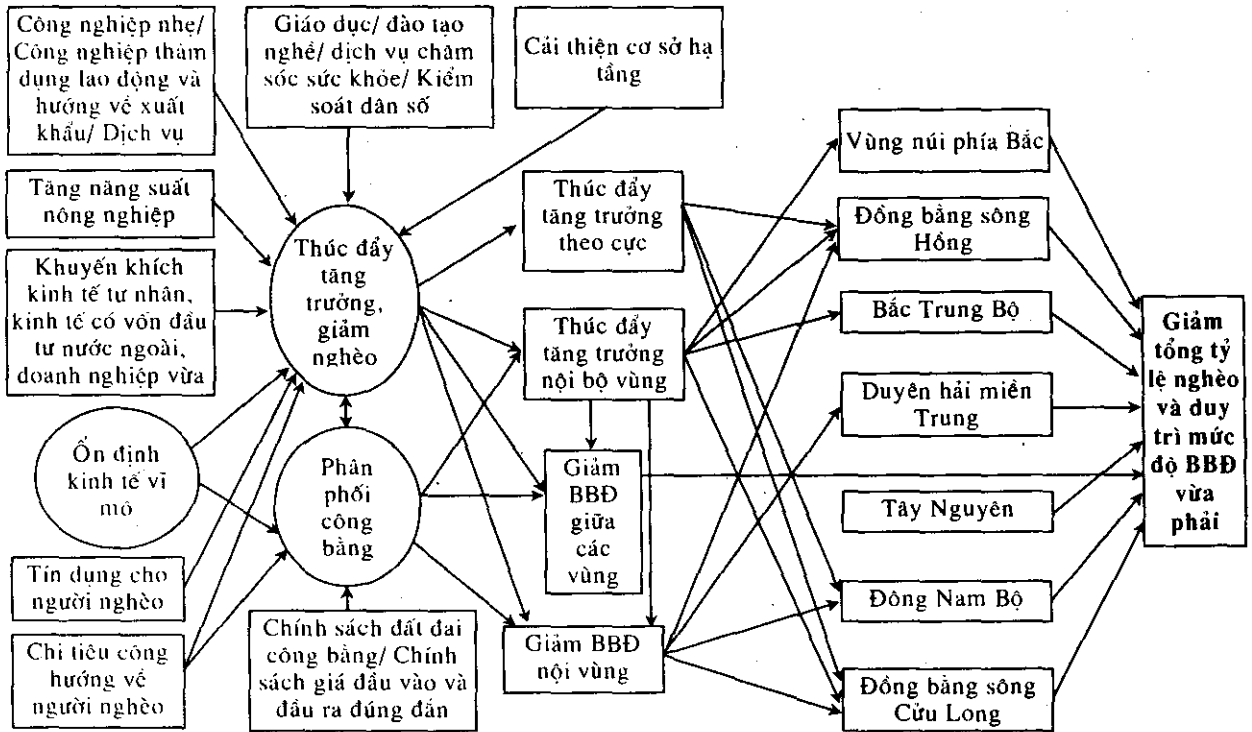 Công nghiệp nhẹ/
Công nghiệp thâm
dụng lao động và
hướng về xuất
khẩu/ Dịch vụ
Giáo dục/ đào tạo
nghề/ dịch vụ chăm
sóc sức khỏe/ Kiểm
soát dân số
Cải thiện cơ sở hạ
tầng
Tăng năng suất
nông nghiệp
Khuyến khích
kinh tế tư nhân,
kinh tế có vốn đầu
tư nước ngoài,
doanh nghiệp vừa
Ổn định
kinh tế vĩ
mô
Tín dụng cho
người nghèo
Chi tiêu công
hướng về
người nghèo
Thúc đẩy
tăng
trưởng,
giảm
nghèo
Phân
phối
công
bằng
Chính sách đất đai
công bằng/ Chính
sách giá đầu vào và
đầu ra đúng đắn
Thúc đẩy
tăng trưởng
theo cực
Thúc đẩy
tăng trưởng
nội bộ vùng
Giảm
BBĐ
giữa
các
vùng
Giảm BBĐ
nội vùng
Vùng núi phía Bắc
Đồng bằng sông
Hồng
Bắc Trung Bộ
Duyên hải miền
Trung
Tây Nguyên
Đông Nam Bộ
Đồng bằng sông
Cửu Long
Giảm
tổng tỷ
lệ nghèo
và duy
trì mức
độ BBĐ
vừa
phải